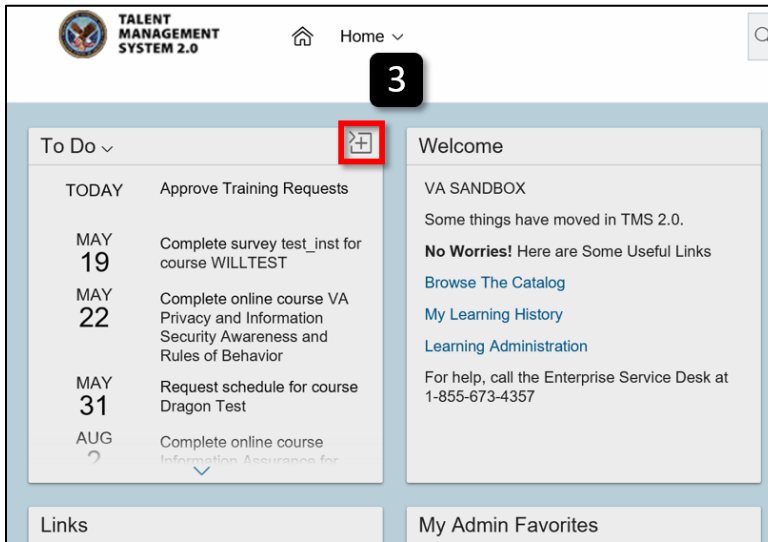 TALENT
MANAGEMENT
SYSTEM 2.0
Home
3
To Do
TODAY
Approve Training Requests
MAY
19
Complete survey test_inst for
course WILLTEST
MAY
22
Complete online course VA
Privacy and Information
Security Awareness and
Rules of Behavior
MAY
31
Request schedule for course
Dragon Test
AUG
2
Complete online course
Information Assurance for
Welcome
VA SANDBOX
Some things have moved in TMS 2.0.
No Worries! Here are Some Useful Links
Browse The Catalog
My Learning History
Learning Administration
For help, call the Enterprise Service Desk at
1-855-673-4357
Links
My Admin Favorites